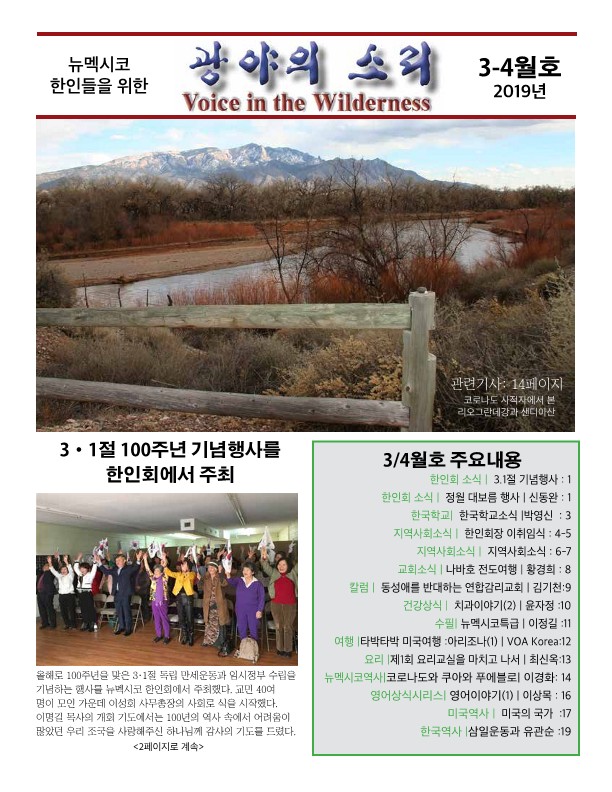 뉴멕시코
한인들을 위한
광야의 소리
Voice in the Wilderness
3-4월호
2019년
관련기사: 14페이지
코로나도 사적자에서 본
리오그란데강과 샌디아산
3·1절 100주년 기념행사를
한인회에서 주최
올해로 100주년을 맞은 3·1절 독립 만세운동과 임시정부 수립을
기념하는 행사를 뉴멕시코 한인회에서 주최했다. 교민 40여
명이 모인 가운데 이성희 사무총장의 사회로 식을 시작했다.
이명길 목사의 개회 기도에서는 100년의 역사 속에서 어려움이
많았던 우리 조국을 사랑해주신 하나님께 감사의 기도를 드렸다.
<2페이지로 계속>
3/4월호 주요내용
한인회 소식 | 3.1절 기념행사 : 1
한인회 소식 | 정월 대보름 행사 | 신동완 : 1
한국학교| 한국학교소식 |박영신 : 3
지역사회소식 | 한인회장 이취임식 : 4-5
지역사회소식 | 지역사회소식 : 6-7
교회소식 | 나바호 전도여행 | 황경희 : 8
칼럼 | 동성애를 반대하는 연합감리교회 | 김기천:9
건강상식 | 치과이야기(2) | 윤자정 :10
수필| 뉴멕시코특급 | 이정길 :11
여행 |타박타박 미국여행 :아리조나(1) | VOA Korea:12
요리 |제1회 요리교실을 마치고 나서 | 최신옥:13
뉴멕시코역사|코로나도와 쿠아와 푸에블로| 이경화: 14
영어상식시리스| 영어이야기(1) | 이상목 : 16
미국역사 | 미국의 국가 :17
한국역사 |삼일운동과 유관순 :19